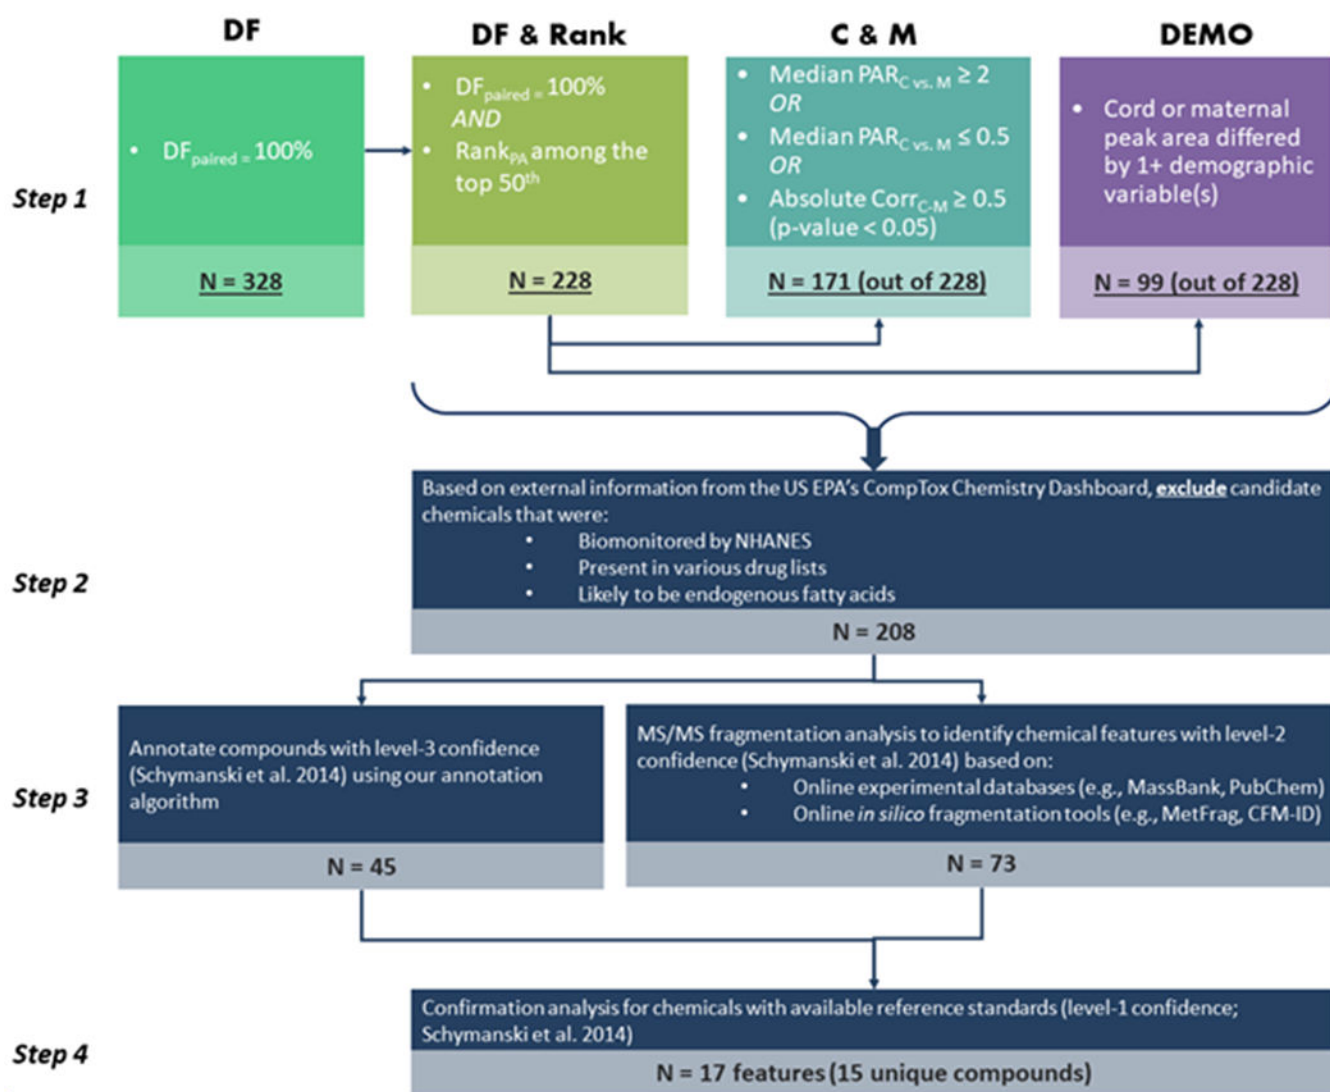 DF
DF & Rank
C & M
DEMO
Step 1
• DFpaired = 100%
N = 328
• DFpaired = 100%
AND
• RankPA among the
top 50th
N = 228
• Median PARC vs. M ≥ 2
OR
• Median PARC vs. M ≤ 0.5
OR
• Absolute CorrC-M ≥ 0.5
(p-value < 0.05)
N = 171 (out of 228)
• Cord or maternal
peak area differed
by 1+ demographic
variable(s)
N = 99 (out of 228)
Step 2
Based on external information from the US EPA's CompTox Chemistry Dashboard, exclude candidate
chemicals that were:
• Biomonitored by NHANES
• Present in various drug lists
• Likely to be endogenous fatty acids
N = 208
Step 3
Annotate compounds with level-3 confidence
(Schymanski et al. 2014) using our annotation
algorithm
N = 45
MS/MS fragmentation analysis to identify chemical features with level-2
confidence (Schymanski et al. 2014) based on:
• Online experimental databases (e.g., MassBank, PubChem)
• Online in silico fragmentation tools (e.g., MetFrag, CFM-ID)
N = 73
Step 4
Confirmation analysis for chemicals with available reference standards (level-1 confidence;
Schymanski et al. 2014)
N = 17 features (15 unique compounds)